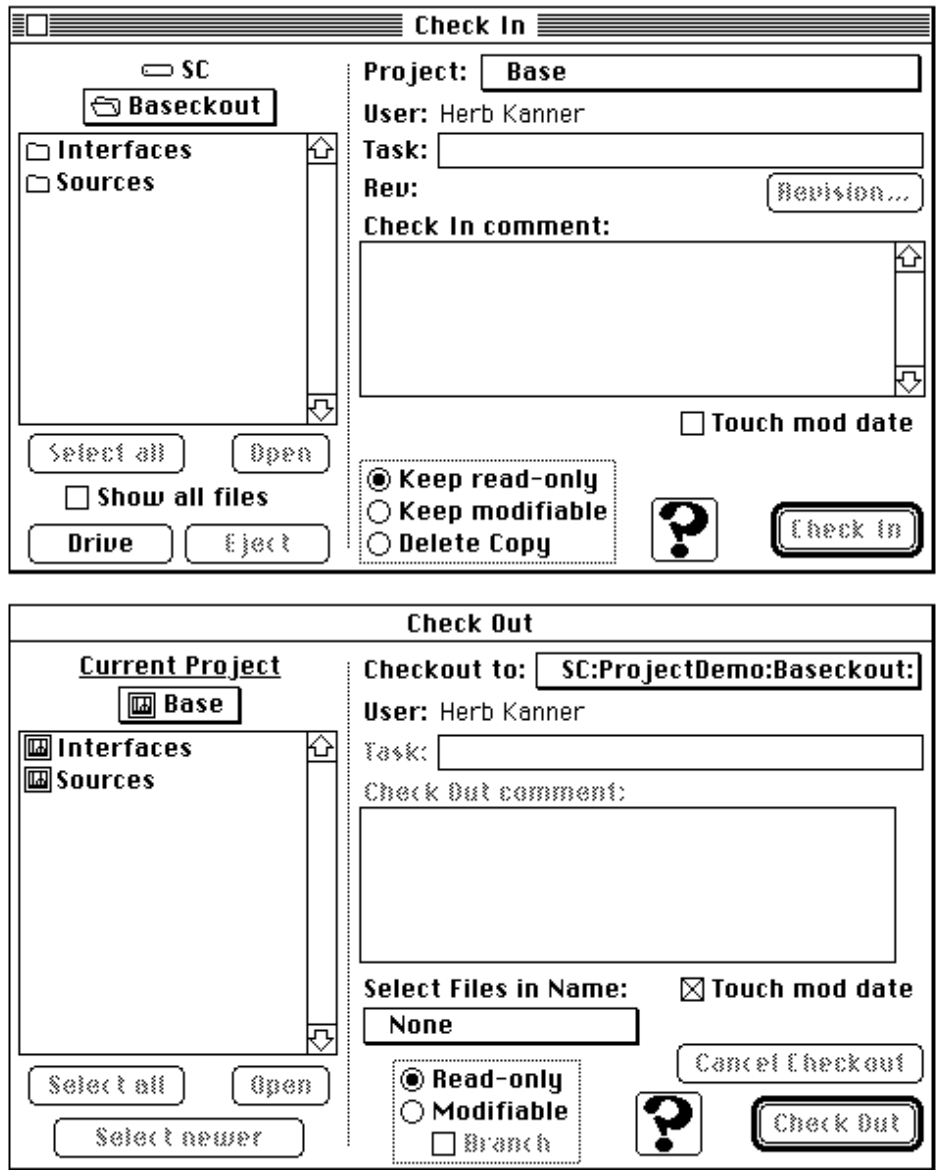 Check In
SC
Baseckout
Interfaces
Sources
Select all
Open
Show all files
Drive
Eject
Project: Base
User: Herb Kanner
Task:
Rev:
Revision...
Check In comment:
Touch mod date
Keep read-only
Keep modifiable
Delete Copy
?
Check In
Check Out
Current Project
Base
Interfaces
Sources
Select all
Open
Select newer
Checkout to: SC:ProjectDemo:Baseckout:
User: Herb Kanner
Task:
Check Out comment:
Select Files in Name:
None
Touch mod date
Read-only
Modifiable
Branch
?
Cancel Checkout
Check Out